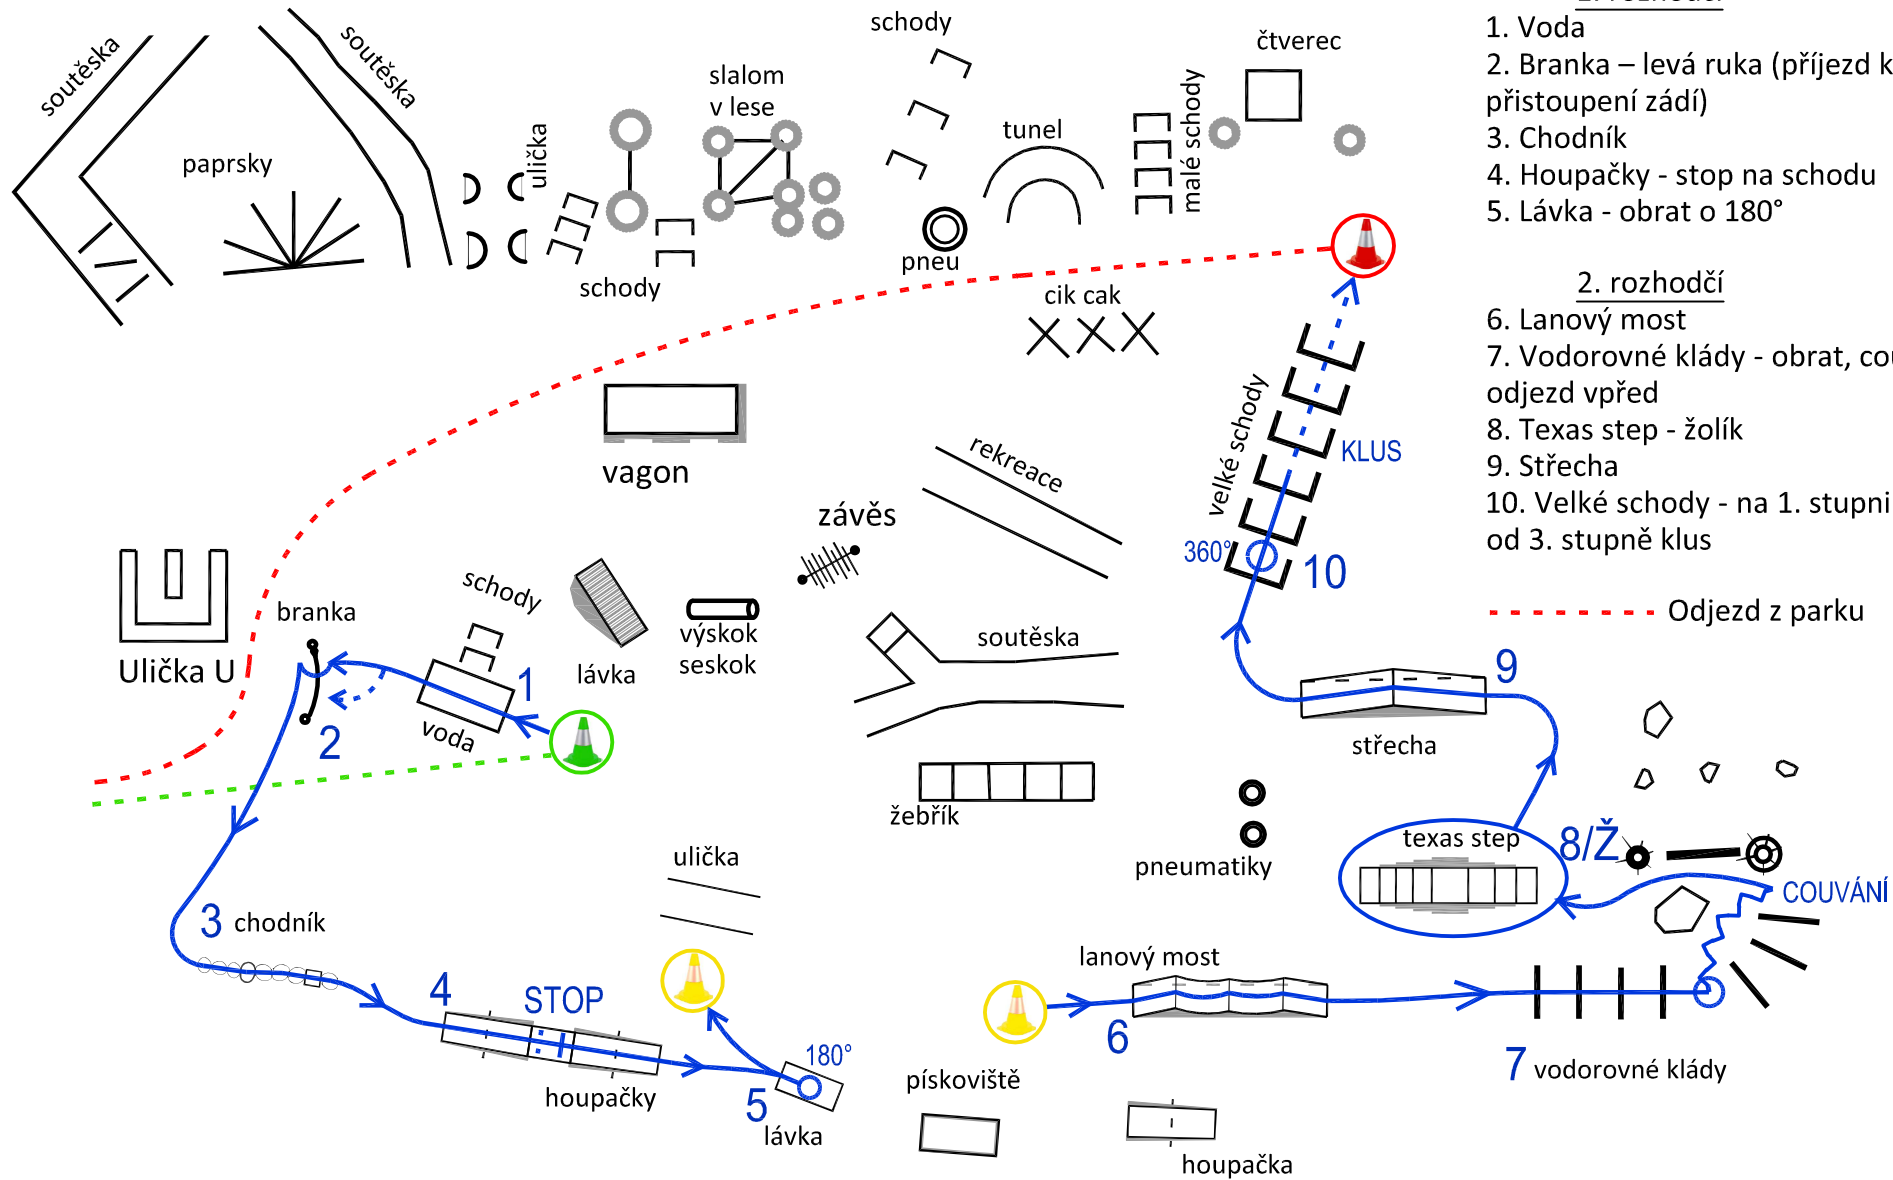 soutěska
soutěska
paprsky
ulička
schody
slalom
v lese
schody
pneu
tunel
malé schody
čtverec
cik cak
vagon
rekreace
velké schody
KLUS
360°
10
závěs
Ulička U
branka
2
schody
1
voda
lávka
výskok
seskok
soutěska
9
střecha
žebřík
pneumatiky
texas step
8/Ž
COUVÁNÍ
ulička
3 chodník
4
STOP
houpačky
180°
5
lávka
lanový most
6
7 vodorovné klády
pískoviště
houpačka
1. Voda
2. Branka – levá ruka (příjezd k
přistoupení zádí)
3. Chodník
4. Houpačky - stop na schodu
5. Lávka - obrat o 180°
2. rozhodčí
6. Lanový most
7. Vodorovné klády - obrat,
odjezd vpřed
8. Texas step - žolík
9. Střecha
10. Velké schody - na 1. stupni
od 3. stupně klus
Odjezd z parku